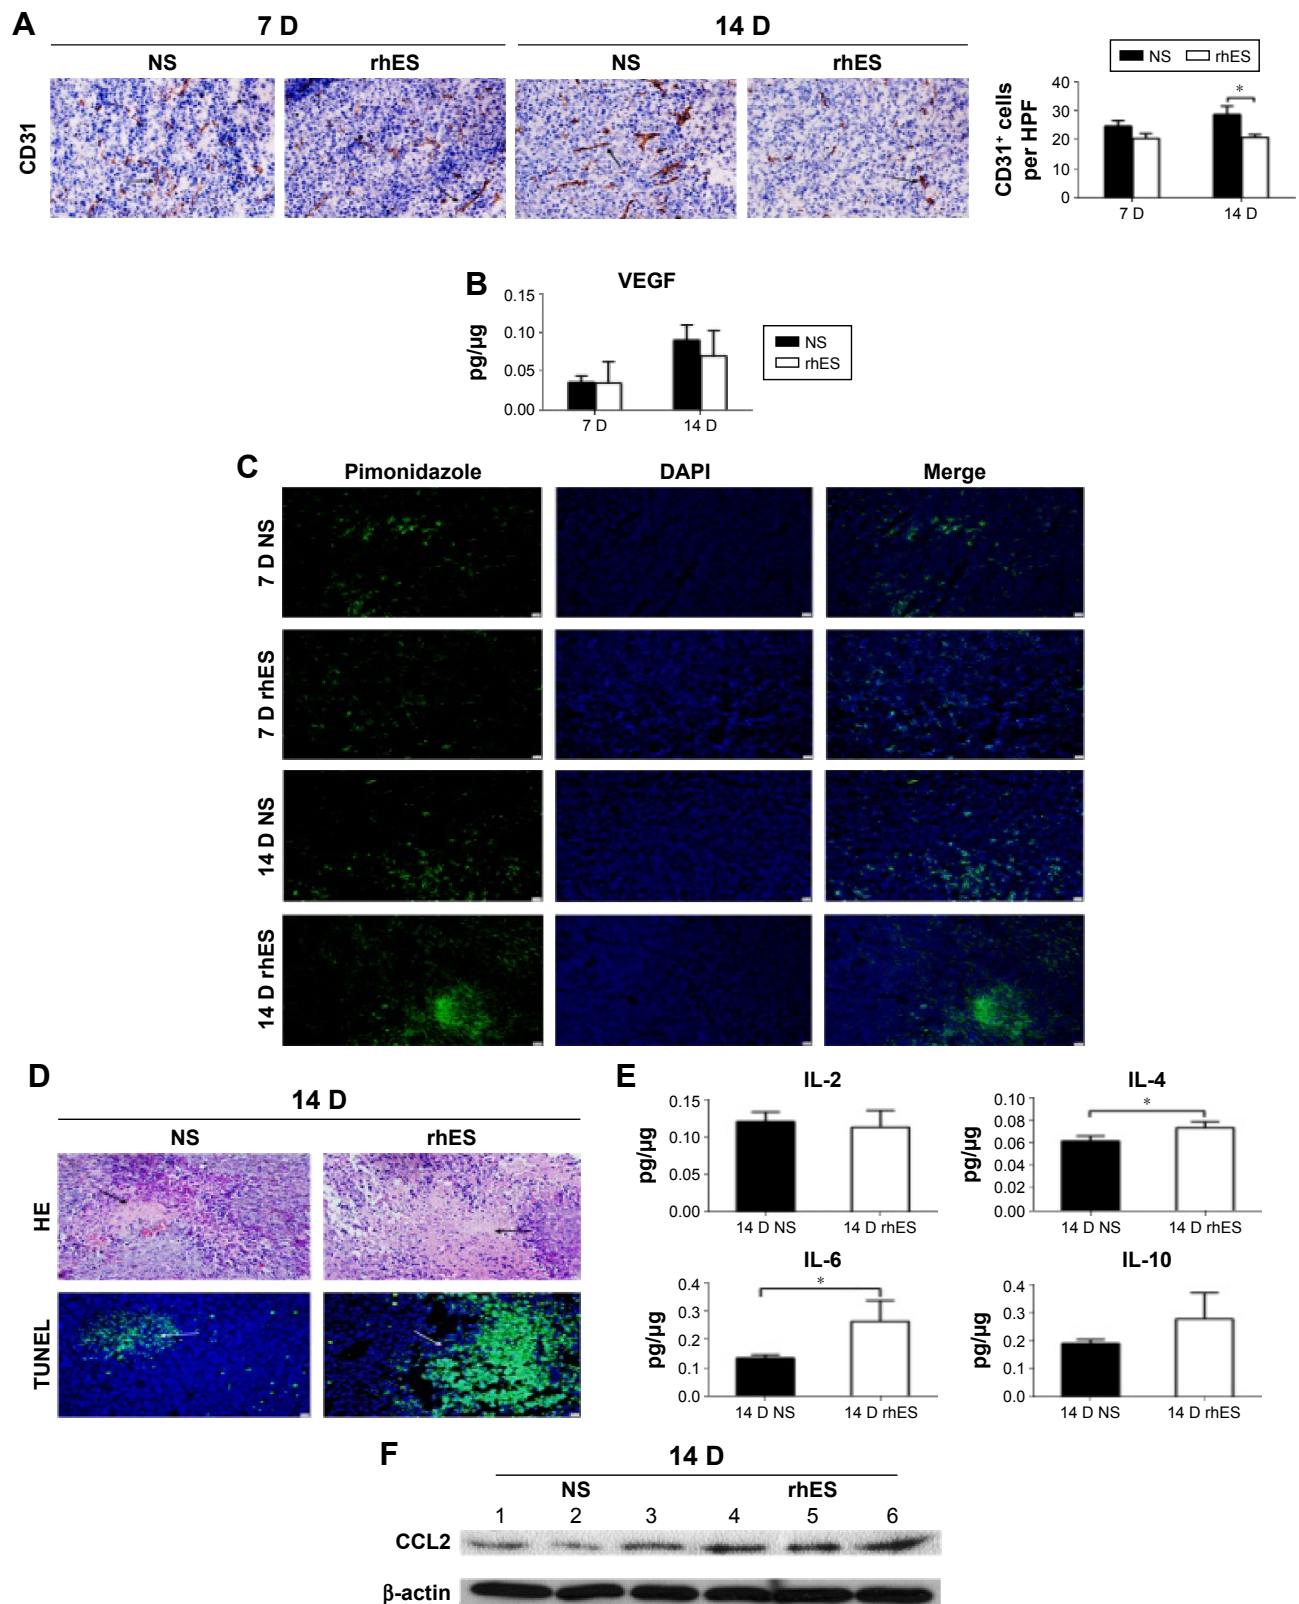 A
7 D
14 D
NS
rhES
NS
rhES
CD31
NS
rhES
CD31+ cells
per HPF
40
30
20
10
0
*
7 D
14 D
B
VEGF
pg/µg
0.15
0.10
0.05
0.00
7 D
14 D
NS
rhES
C
Pimonidazole
DAPI
Merge
7 D NS
7 D rhES
14 D NS
14 D rhES
D
14 D
NS
rhES
HE
TUNEL
E
IL-2
pg/µg
0.15
0.10
0.05
0.00
14 D NS
14 D rhES
IL-4
pg/µg
0.10
0.08
0.06
0.04
0.02
0.00
*
14 D NS
14 D rhES
IL-6
pg/µg
0.4
0.3
0.2
0.1
0.0
*
14 D NS
14 D rhES
IL-10
pg/µg
0.4
0.3
0.2
0.1
0.0
14 D NS
14 D rhES
F
14 D
NS
rhES
1 2 3 4 5 6
CCL2
β-actin